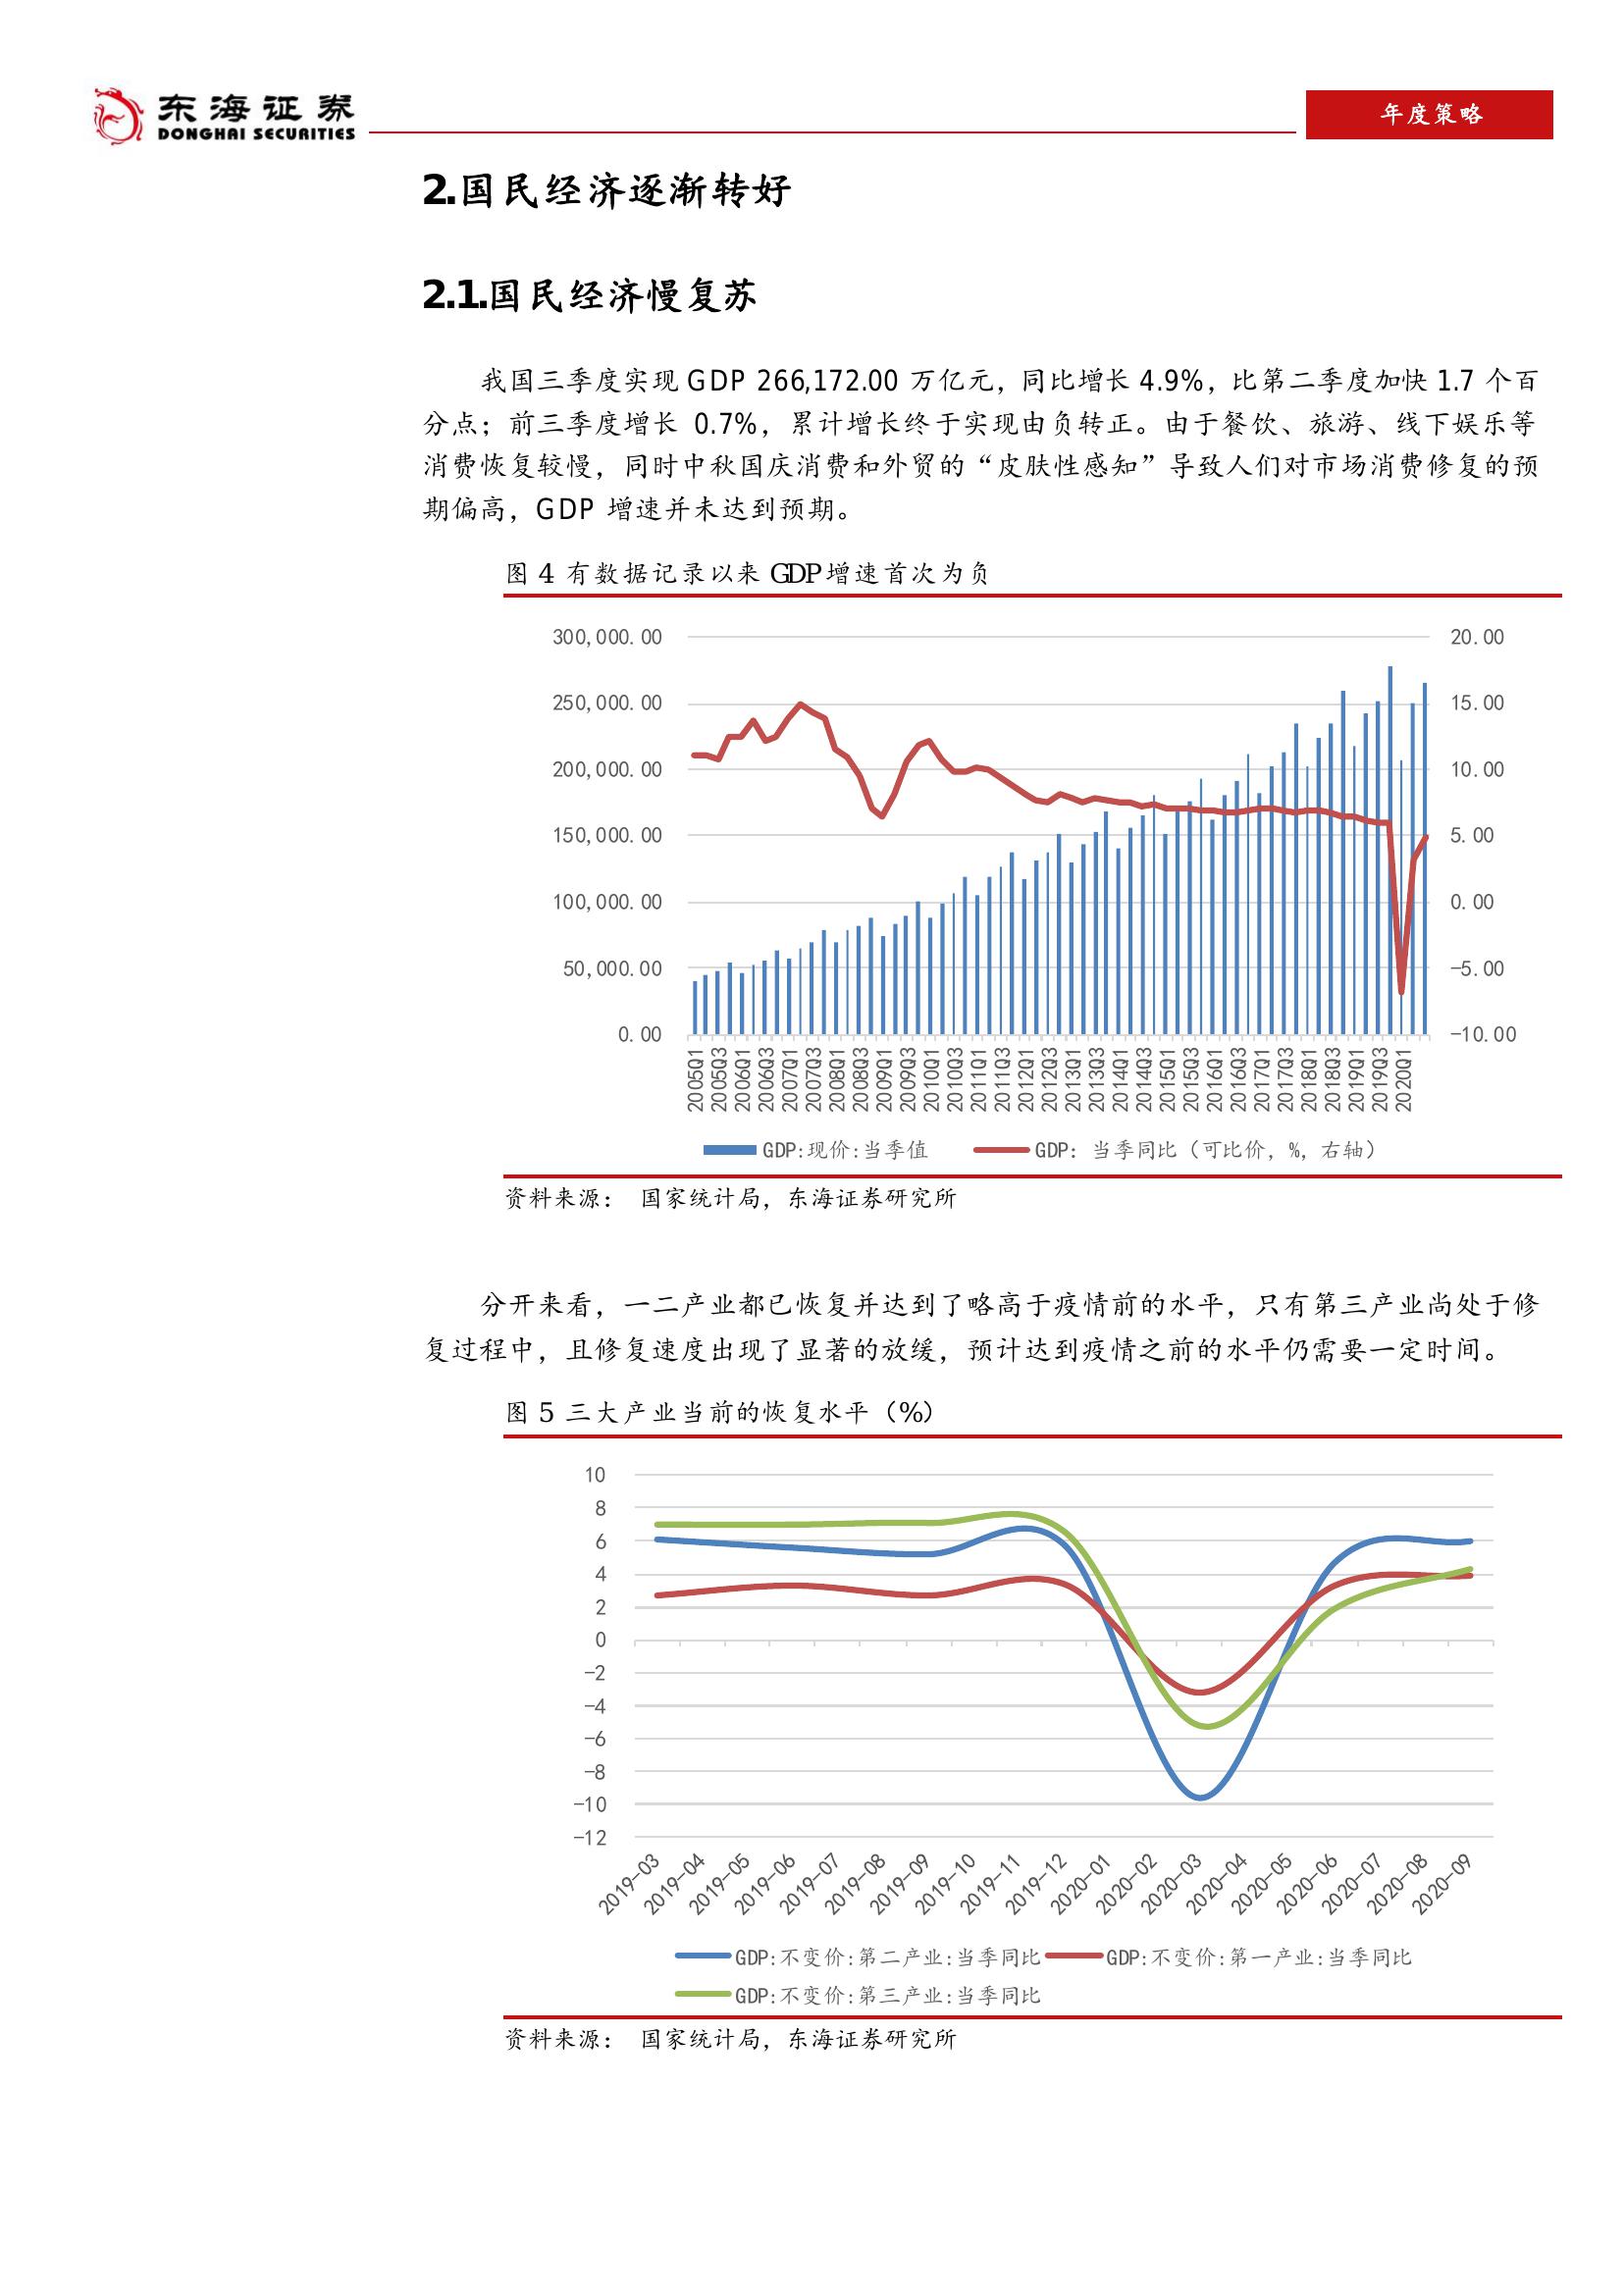 东海证券
DONGHAI SECURITIES
年度策略
2.国民经济逐渐转好
2.1.国民经济慢复苏
我国三季度实现 GDP 266,172.00 万亿元，同比增长 4.9%，比第二季度加快 1.7 个百
分点；前三季度增长 0.7%，累计增长终于实现由负转正。由于餐饮、旅游、线下娱乐等
消费恢复较慢，同时中秋国庆消费和外贸的“皮肤性感知”导致人们对市场消费修复的预
期偏高，GDP 增速并未达到预期。
图 4 有数据记录以来 GDP 增速首次为负
300,000.00
250,000.00
200,000.00
150,000.00
100,000.00
50,000.00
0.00
20.00
15.00
10.00
5.00
0.00
-5.00
-10.00
2005Q1 2005Q3 2006Q1 2006Q3 2007Q1 2007Q3 2008Q1 2008Q3 2009Q1 2009Q3 2010Q1 2010Q3 2011Q1 2011Q3 2012Q1 2012Q3 2013Q1 2013Q3 2014Q1 2014Q3 2015Q1 2015Q3 2016Q1 2016Q3 2017Q1 2017Q3 2018Q1 2018Q3 2019Q1 2019Q3 2020Q1
GDP:现价:当季值 GDP: 当季同比（可比价，%，右轴）
资料来源： 国家统计局，东海证券研究所
分开来看，一二产业都已恢复并达到了略高于疫情前的水平，只有第三产业尚处于修
复过程中，且修复速度出现了显著的放缓，预计达到疫情之前的水平仍需要一定时间。
图 5 三大产业当前的恢复水平（%）
10
8
6
4
2
0
-2
-4
-6
-8
-10
-12
2019-03 2019-04 2019-05 2019-06 2019-07 2019-08 2019-09 2019-10 2019-11 2019-12 2020-01 2020-02 2020-03 2020-04 2020-05 2020-06 2020-07 2020-08 2020-09
GDP:不变价:第二产业:当季同比 GDP:不变价:第一产业:当季同比
GDP:不变价:第三产业:当季同比
资料来源： 国家统计局，东海证券研究所